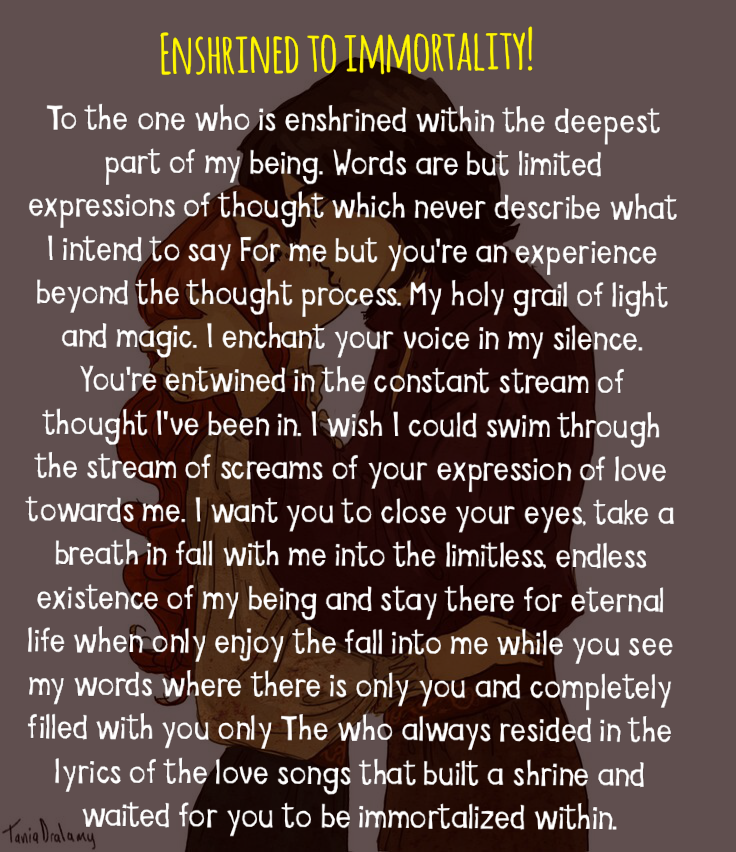 Enshrined to immortality!
To the one who is enshrined within the deepest
part of my being. Words are but limited
expressions of thought which never describe what
I intend to say For me but you're an experience
beyond the thought process. My holy grail of light
and magic. I enchant your voice in my silence.
You're entwined in the constant stream of
thought I've been in. I wish I could swim through
the stream of screams of your expression of love
towards me. I want you to close your eyes, take a
breath in fall with me into the limitless, endless
existence of my being and stay there for eternal
life when only enjoy the fall into me while you see
my words where there is only you and completely
filled with you only The who always resided in the
lyrics of the love songs that built a shrine and
waited for you to be immortalized within.
Tania Dralamy